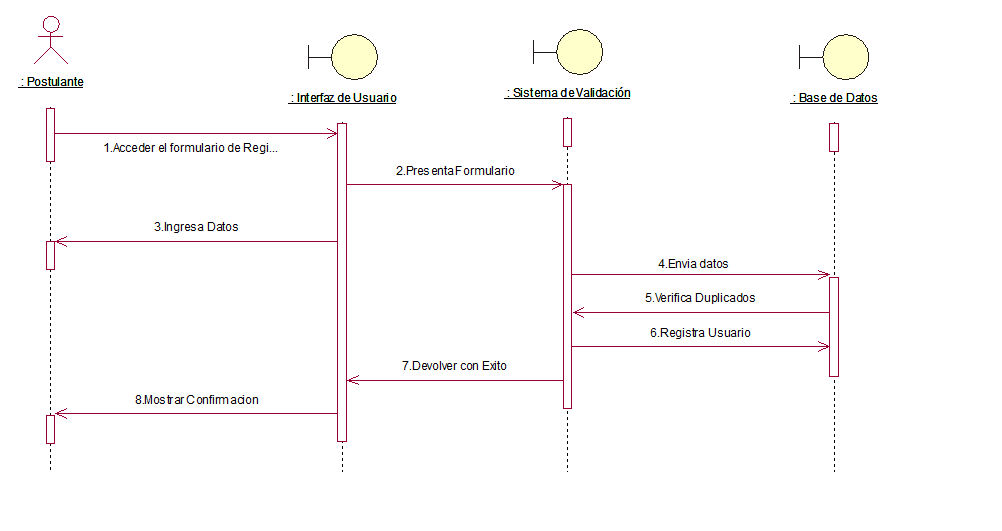 : Postulante
: Interfaz de Usuario
: Sistema de Validación
: Base de Datos
1.Acceder el formulario de Regi...
2.Presenta Formulario
3.Ingresa Datos
4.Envia datos
5.Verifica Duplicados
6.Registra Usuario
7.Devolver con Exito
8.Mostrar Confirmacion